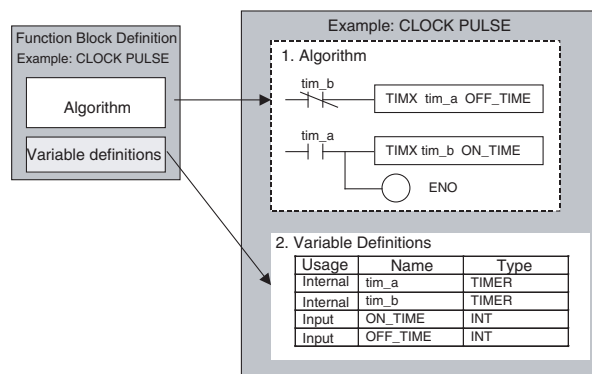 Function Block Definition
Example: CLOCK PULSE
Algorithm
Variable definitions
Example: CLOCK PULSE
1. Algorithm
tim_b
TIMX tim_a OFF_TIME
tim_a
TIMX tim_b ON_TIME
ENO
2. Variable Definitions
Usage Name Type
Internal tim_a TIMER
Internal tim_b TIMER
Input ON_TIME INT
Input OFF_TIME INT